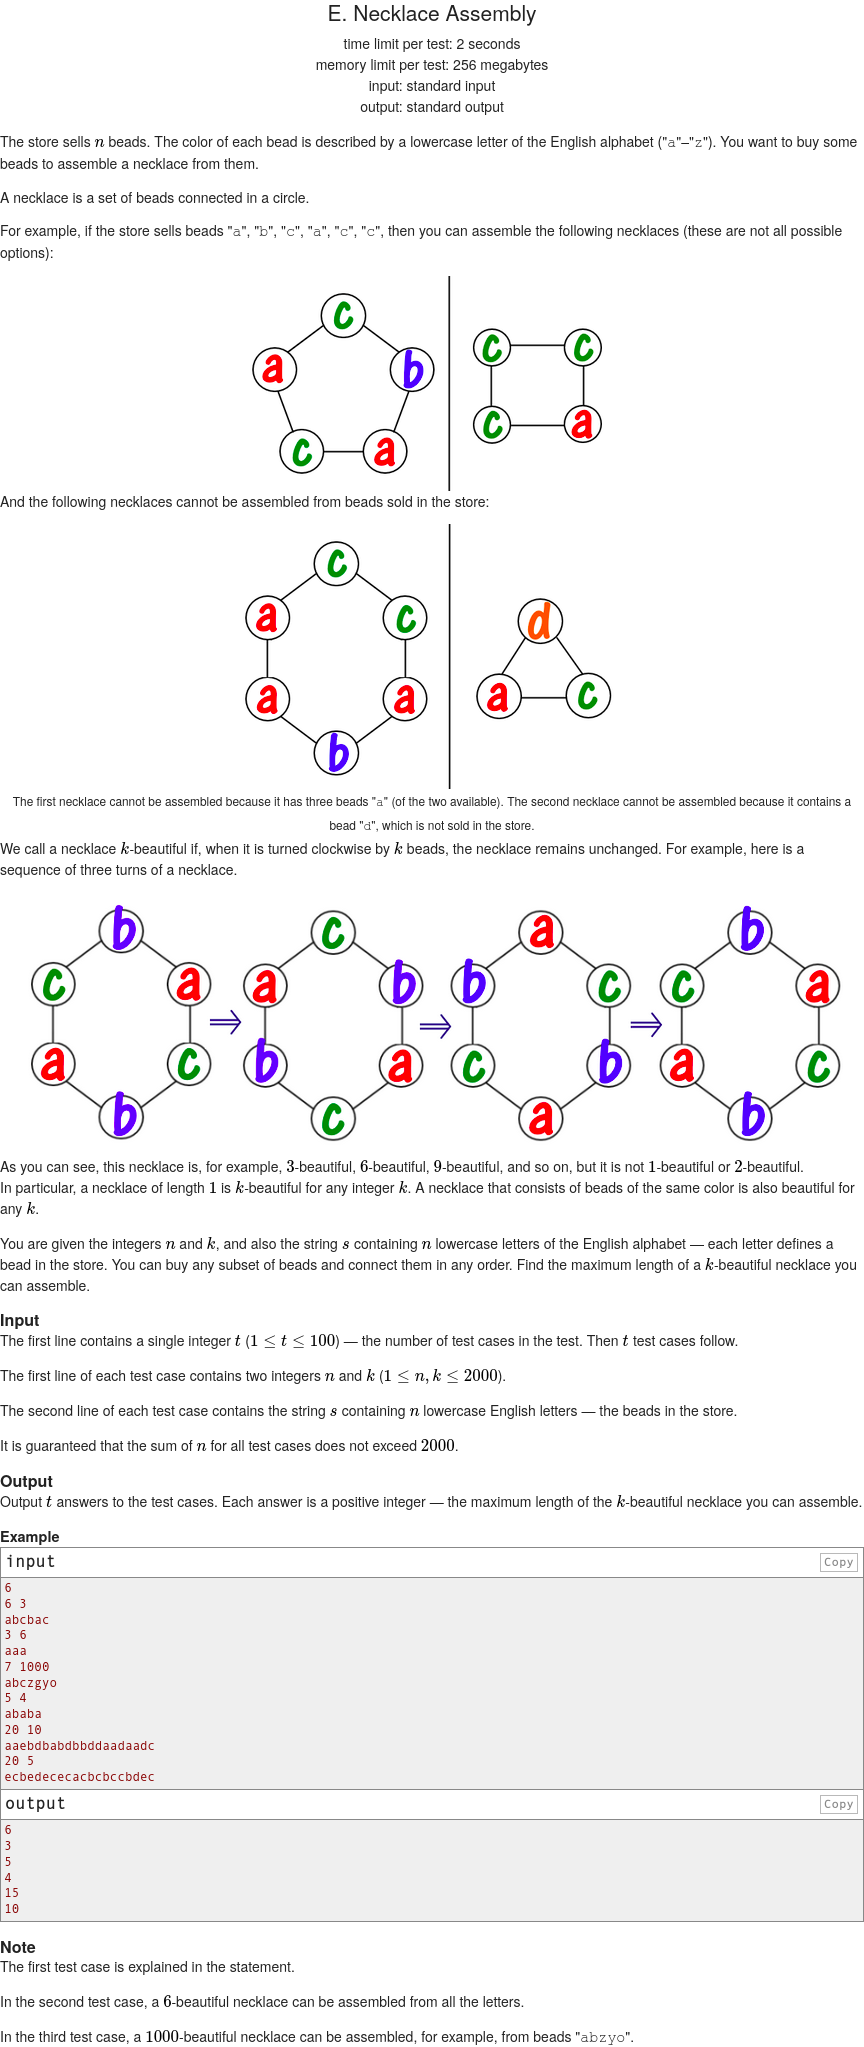 E. Necklace Assembly
time limit per test: 2 seconds
memory limit per test: 256 megabytes
input: standard input
output: standard output
The store sells n beads. The color of each bead is described by a lowercase letter of the English alphabet ("a"–"z"). You want to buy some
beads to assemble a necklace from them.
A necklace is a set of beads connected in a circle.
For example, if the store sells beads "a", "b", "c", "a", "c", "c", then you can assemble the following necklaces (these are not all possible
options):
c
a b
c a
c c
c a
And the following necklaces cannot be assembled from beads sold in the store:
c
a c
a a
b
d
a c
The first necklace cannot be assembled because it has three beads "a" (of the two available). The second necklace cannot be assembled because it contains a
bead "d", which is not sold in the store.
We call a necklace k-beautiful if, when it is turned clockwise by k beads, the necklace remains unchanged. For example, here is a
sequence of three turns of a necklace.
b c a b
c a a b b c c a
a c ⇒ b a ⇒ c b ⇒ a c
b c a b
As you can see, this necklace is, for example, 3-beautiful, 6-beautiful, 9-beautiful, and so on, but it is not 1-beautiful or 2-beautiful.
In particular, a necklace of length 1 is k-beautiful for any integer k. A necklace that consists of beads of the same color is also beautiful for
any k.
You are given the integers n and k, and also the string s containing n lowercase letters of the English alphabet — each letter defines a
bead in the store. You can buy any subset of beads and connect them in any order. Find the maximum length of a k-beautiful necklace you
can assemble.
Input
The first line contains a single integer t (1 ≤ t ≤ 100) — the number of test cases in the test. Then t test cases follow.
The first line of each test case contains two integers n and k (1 ≤ n, k ≤ 2000).
The second line of each test case contains the string s containing n lowercase English letters — the beads in the store.
It is guaranteed that the sum of n for all test cases does not exceed 2000.
Output
Output t answers to the test cases. Each answer is a positive integer — the maximum length of the k-beautiful necklace you can assemble.
Example
input Copy
6
6 3
abcbac
3 6
aaa
7 1000
abczgyo
5 4
ababa
20 10
aaebdbabdbbddaadaadc
20 5
ecbedececacbcbccbdec
output Copy
6
3
5
4
15
10
Note
The first test case is explained in the statement.
In the second test case, a 6-beautiful necklace can be assembled from all the letters.
In the third test case, a 1000-beautiful necklace can be assembled, for example, from beads "abzyo".